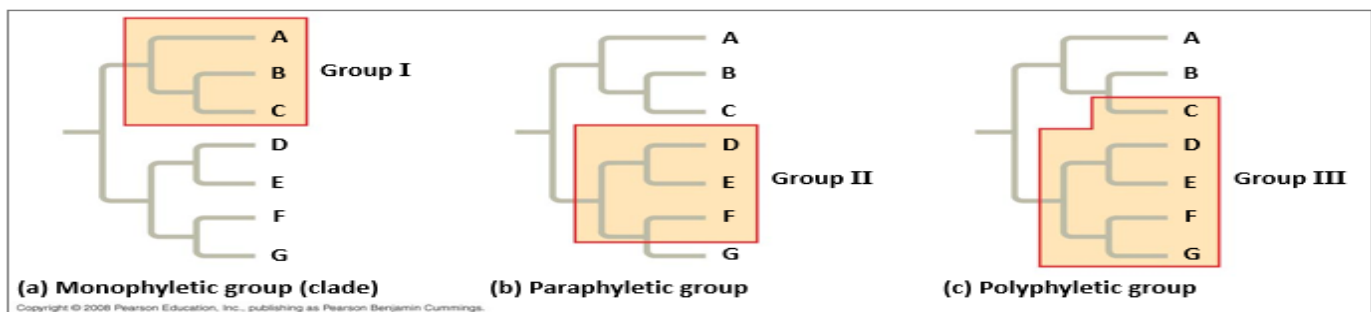 A
B
C
D
E
F
G
Group I
(a) Monophyletic group (clade)
A
B
C
D
E
F
G
Group II
(b) Paraphyletic group
A
B
C
D
E
F
G
Group III
(c) Polyphyletic group
Copyright © 2008 Pearson Education, Inc., publishing as Pearson Benjamin Cummings.